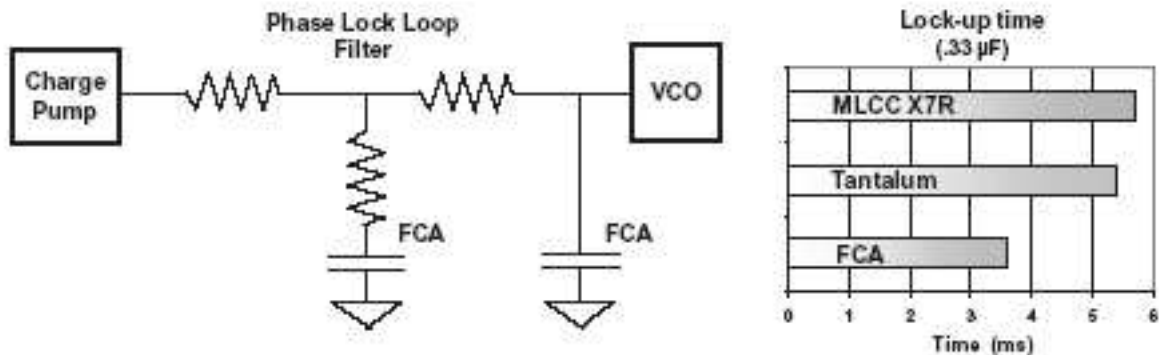 Phase Lock Loop
Filter
Charge
Pump
VCO
FCA
FCA
Lock-up time
(.33 µF)
MLCC X7R
Tantalum
FCA
0 1 2 3 4 5 6
Time (ms)